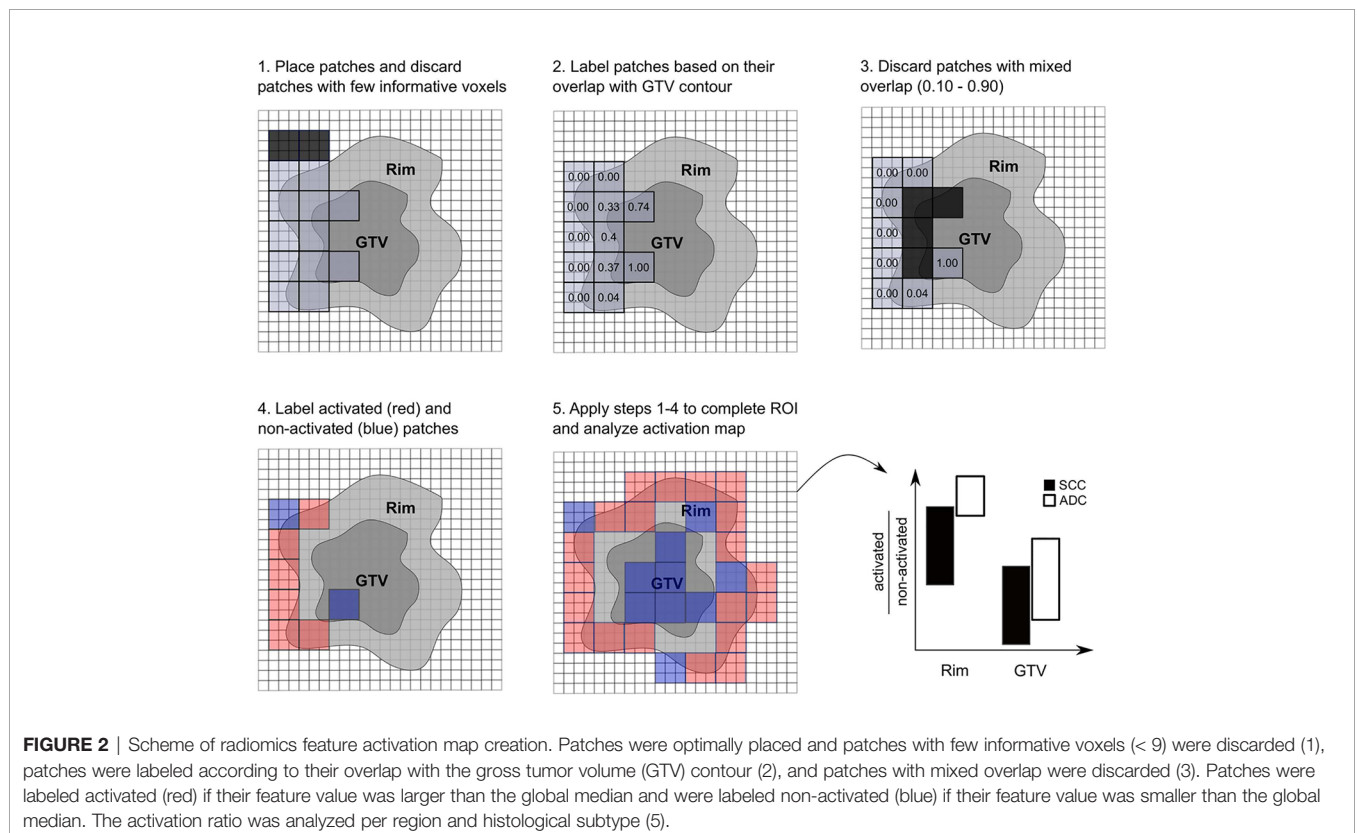 1. Place patches and discard
patches with few informative voxels
Rim
GTV
2. Label patches based on their
overlap with GTV contour
Rim
0.00 0.00
0.00 0.33 0.74
0.00 0.4 GTV
0.00 0.37 1.00
0.00 0.04
3. Discard patches with mixed
overlap (0.10 - 0.90)
Rim
0.00 0.00
0.00
0.00 GTV
0.00 1.00
0.00 0.04
4. Label activated (red) and
non-activated (blue) patches
Rim
GTV
5. Apply steps 1-4 to complete ROI
and analyze activation map
Rim
GTV
SCC
ADC
activated
non-activated
Rim GTV
FIGURE 2 | Scheme of radiomics feature activation map creation. Patches were optimally placed and patches with few informative voxels (< 9) were discarded (1),
patches were labeled according to their overlap with the gross tumor volume (GTV) contour (2), and patches with mixed overlap were discarded (3). Patches were
labeled activated (red) if their feature value was larger than the global median and were labeled non-activated (blue) if their feature value was smaller than the global
median. The activation ratio was analyzed per region and histological subtype (5).